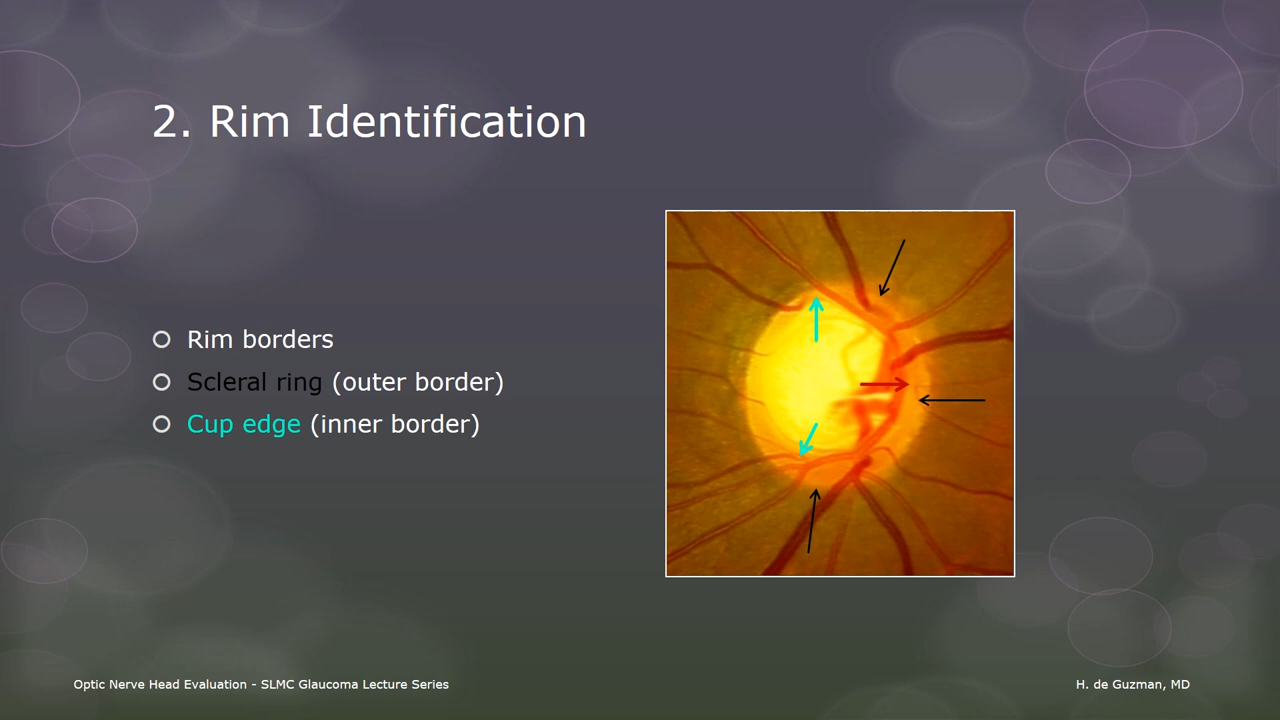 2. Rim Identification
Rim borders
Scleral ring (outer border)
Cup edge (inner border)
Optic Nerve Head Evaluation - SLMC Glaucoma Lecture Series
H. de Guzman, MD